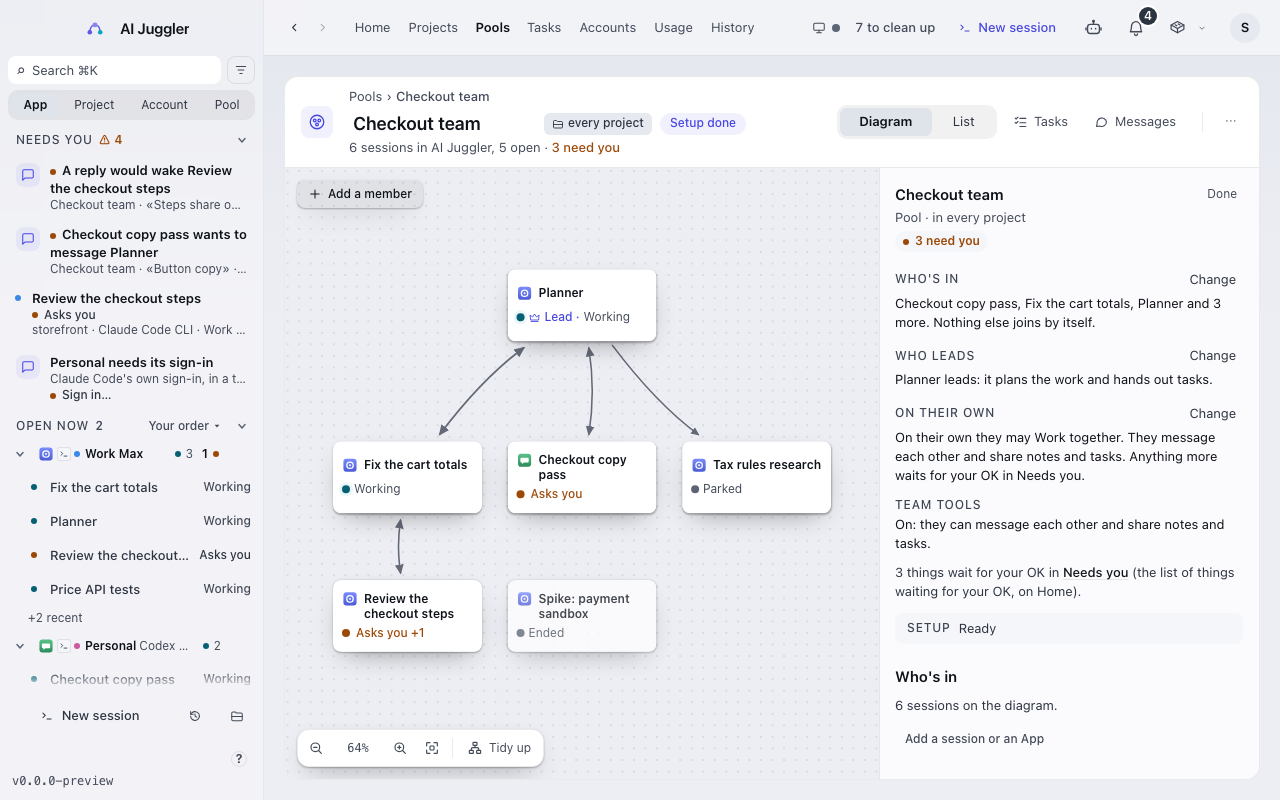 AI Juggler
Search ⌘K
App Project Account Pool
NEEDS YOU 4
A reply would wake Review
the checkout steps
Checkout team · «Steps share o…
Checkout copy pass wants to
message Planner
Checkout team · «Button copy» ·…
Review the checkout steps
Asks you
storefront · Claude Code CLI · Work …
Personal needs its sign-in
Claude Code's own sign-in, in a t…
Sign in…
OPEN NOW 2 Your order
Work Max 3 1
Fix the cart totals Working
Planner Working
Review the checkout… Asks you
Price API tests Working
+2 recent
Personal Codex … 2
Checkout copy pass Working
New session
?
v0.0.0-preview
Home Projects Pools Tasks Accounts Usage History
7 to clean up
New session
4
S
Pools › Checkout team
Checkout team every project Setup done
6 sessions in AI Juggler, 5 open · 3 need you
Diagram List Tasks Messages …
+ Add a member
Planner
Lead · Working
Fix the cart totals
Working
Checkout copy
pass
Asks you
Tax rules research
Parked
Review the
checkout steps
Asks you +1
Spike: payment
sandbox
Ended
64% Tidy up
Checkout team Done
Pool · in every project
3 need you
WHO'S IN Change
Checkout copy pass, Fix the cart totals, Planner and 3
more. Nothing else joins by itself.
WHO LEADS Change
Planner leads: it plans the work and hands out tasks.
ON THEIR OWN Change
On their own they may Work together. They message
each other and share notes and tasks. Anything more
waits for your OK in Needs you.
TEAM TOOLS
On: they can message each other and share notes and
tasks.
3 things wait for your OK in Needs you (the list of things
waiting for your OK, on Home).
SETUP Ready
Who's in
6 sessions on the diagram.
Add a session or an App